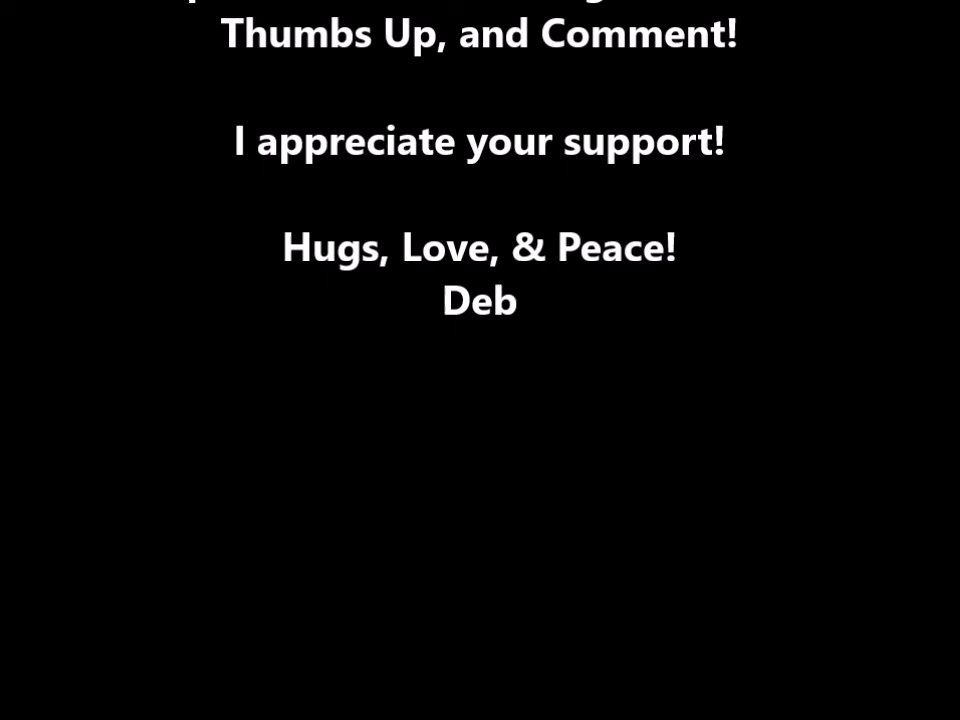 Thumbs Up, and Comment!
I appreciate your support!
Hugs, Love, & Peace!
Deb